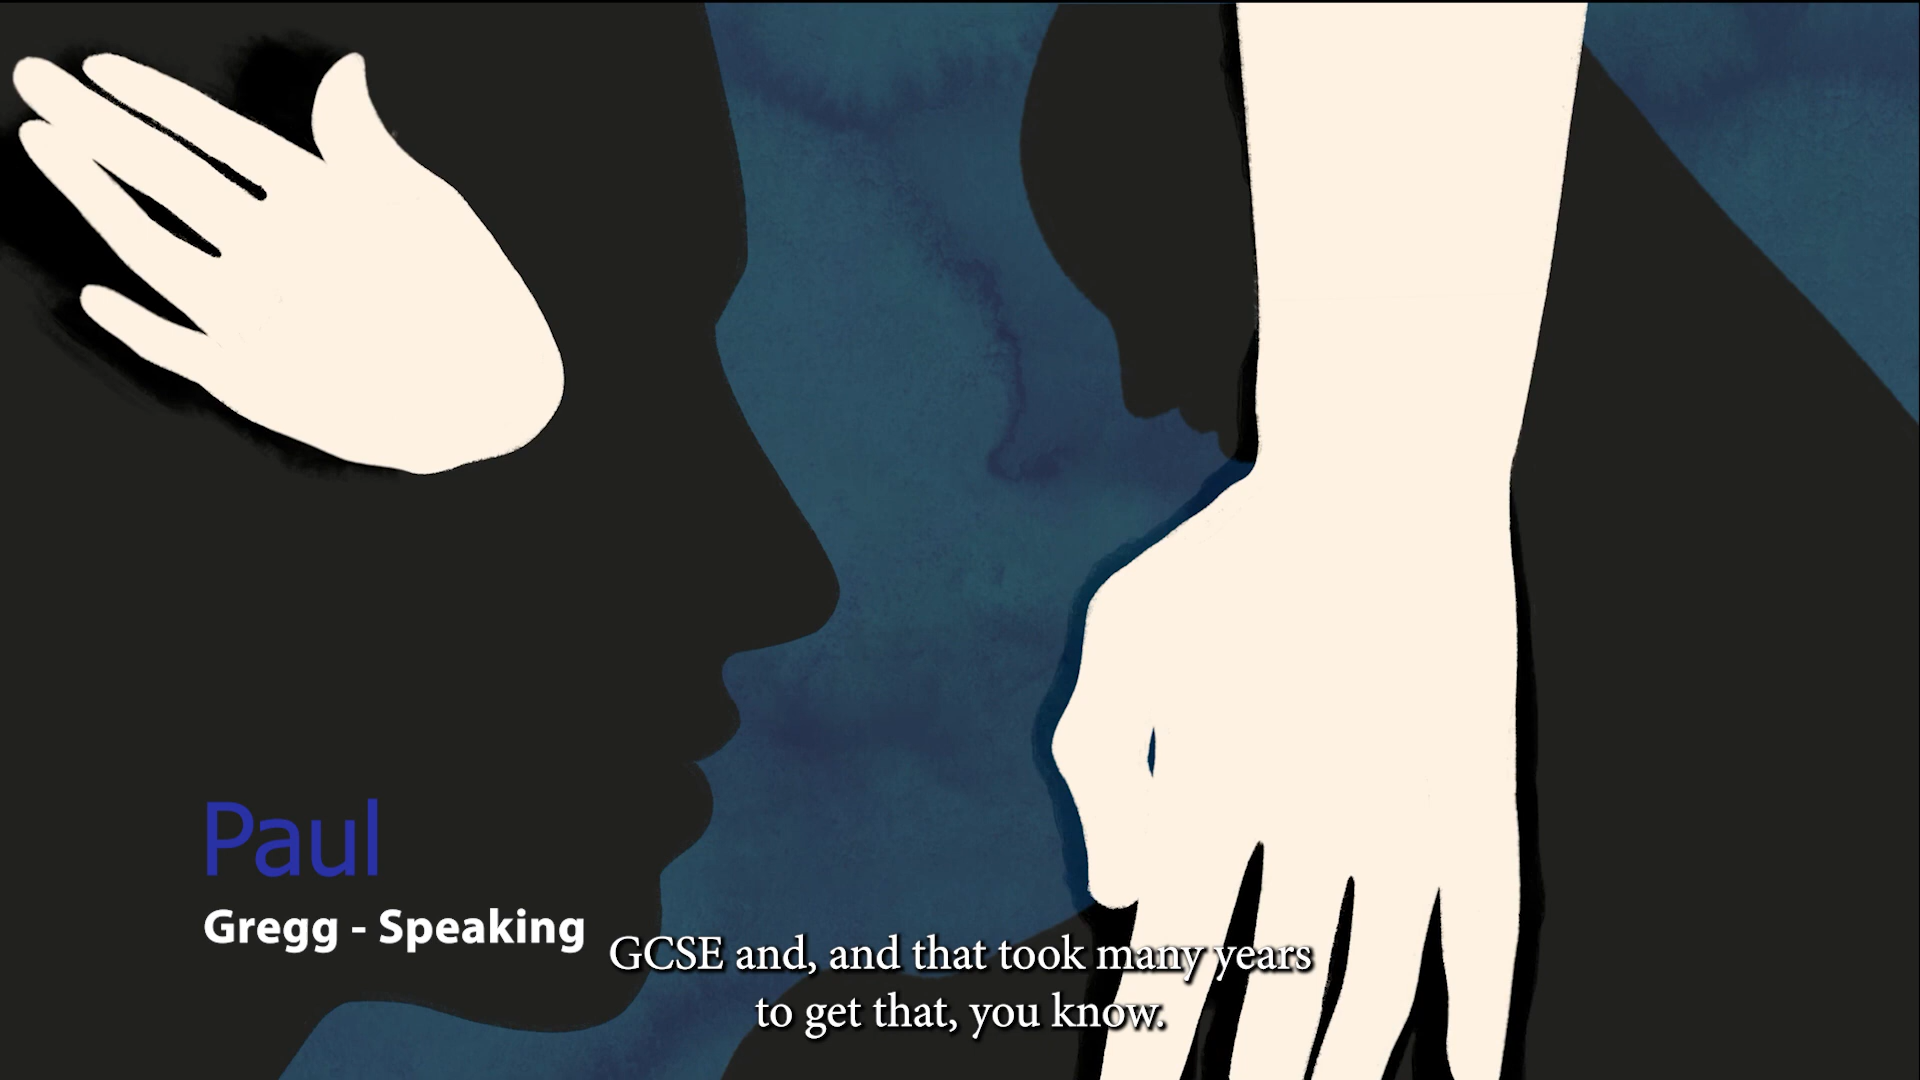 Paul
Gregg - Speaking
GCSE and, and that took many years
to get that, you know.